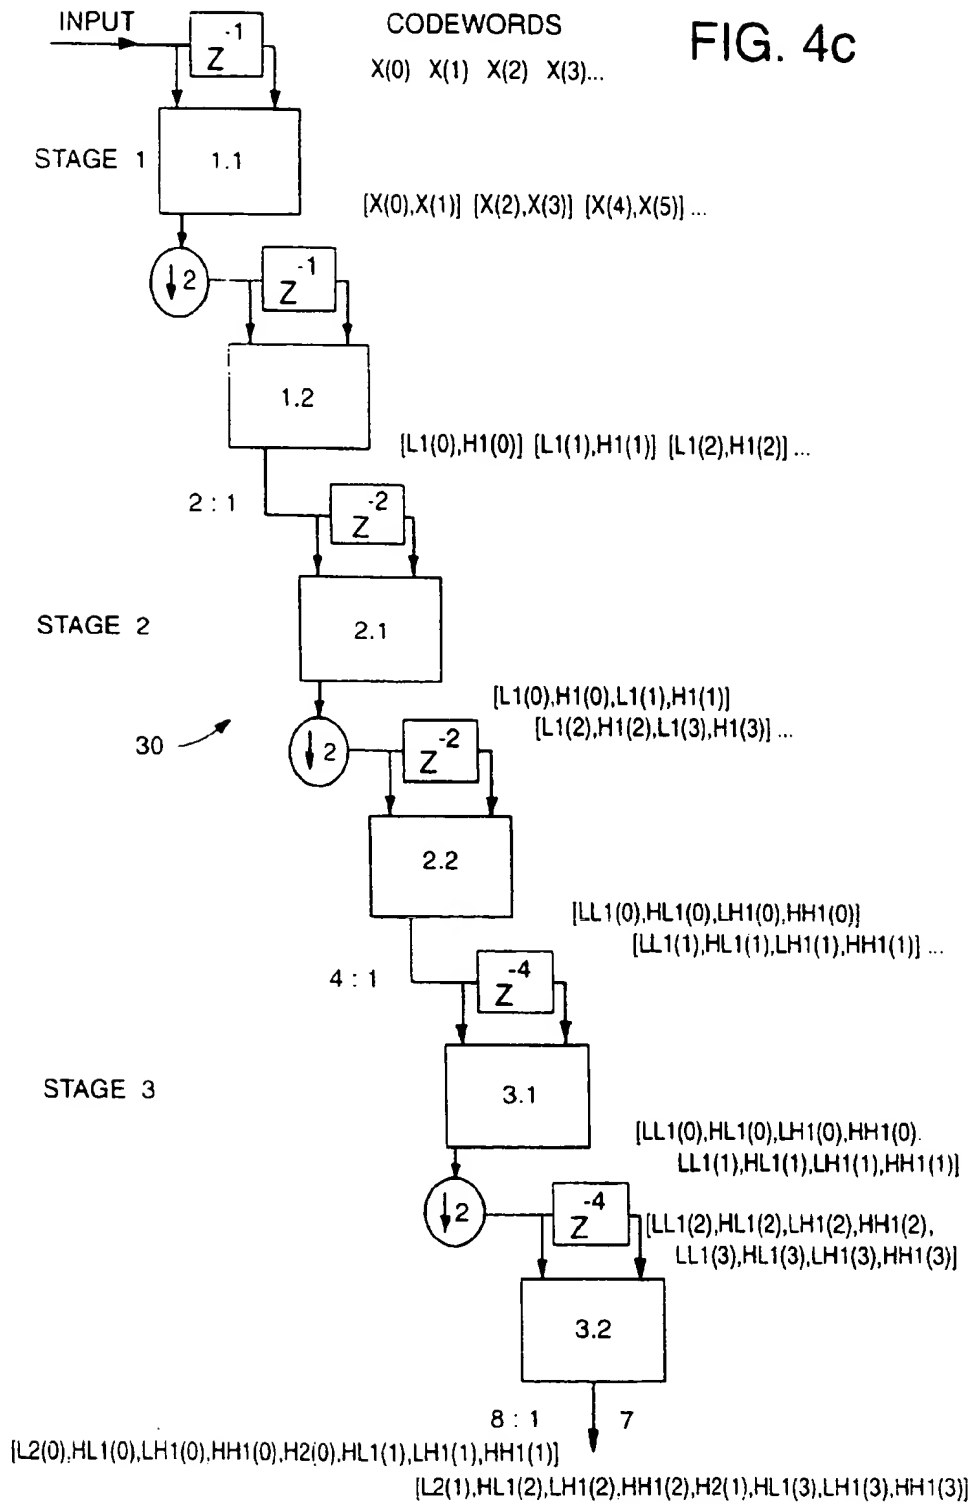 INPUT
Z-1
CODEWORDS
FIG. 4c
X(0) X(1) X(2) X(3)...
STAGE 1
1.1
[X(0),X(1)] [X(2),X(3)] [X(4),X(5)] ...
↓2
Z-1
1.2
[L1(0),H1(0)] [L1(1),H1(1)] [L1(2),H1(2)] ...
2 : 1
Z-2
STAGE 2
2.1
[L1(0),H1(0),L1(1),H1(1)]
[L1(2),H1(2),L1(3),H1(3)] ...
30
↓2
Z-2
2.2
[LL1(0),HL1(0),LH1(0),HH1(0)]
[LL1(1),HL1(1),LH1(1),HH1(1)] ...
4 : 1
Z-4
STAGE 3
3.1
[LL1(0),HL1(0),LH1(0),HH1(0).
LL1(1),HL1(1),LH1(1),HH1(1)]
↓2
Z-4
[LL1(2),HL1(2),LH1(2),HH1(2),
LL1(3),HL1(3),LH1(3),HH1(3)]
3.2
8 : 1
7
[L2(0),HL1(0),LH1(0),HH1(0),H2(0),HL1(1),LH1(1),HH1(1)]
[L2(1),HL1(2),LH1(2),HH1(2),H2(1),HL1(3),LH1(3),HH1(3)]